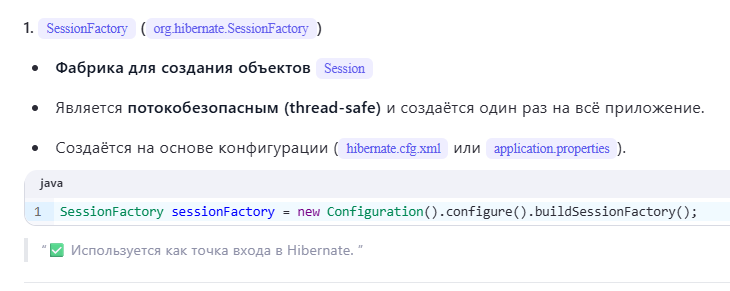 1. SessionFactory (org.hibernate.SessionFactory)
• Фабрика для создания объектов Session
• Является потокобезопасным (thread-safe) и создаётся один раз на всё приложение.
• Создаётся на основе конфигурации (hibernate.cfg.xml или application.properties).
java
1 SessionFactory sessionFactory = new Configuration().configure().buildSessionFactory();
“✅ Используется как точка входа в Hibernate. ”